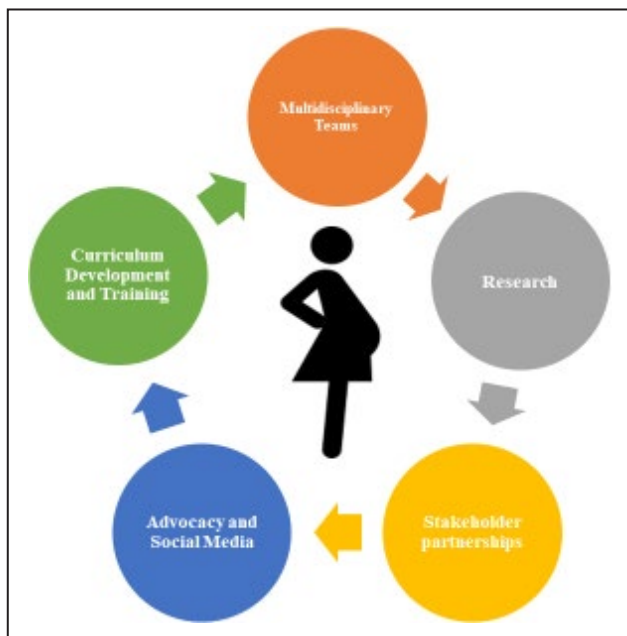 Multidisciplinary
Teams
Research
Stakeholder
partnerships
Advocacy and
Social Media
Curriculum
Development
and Training